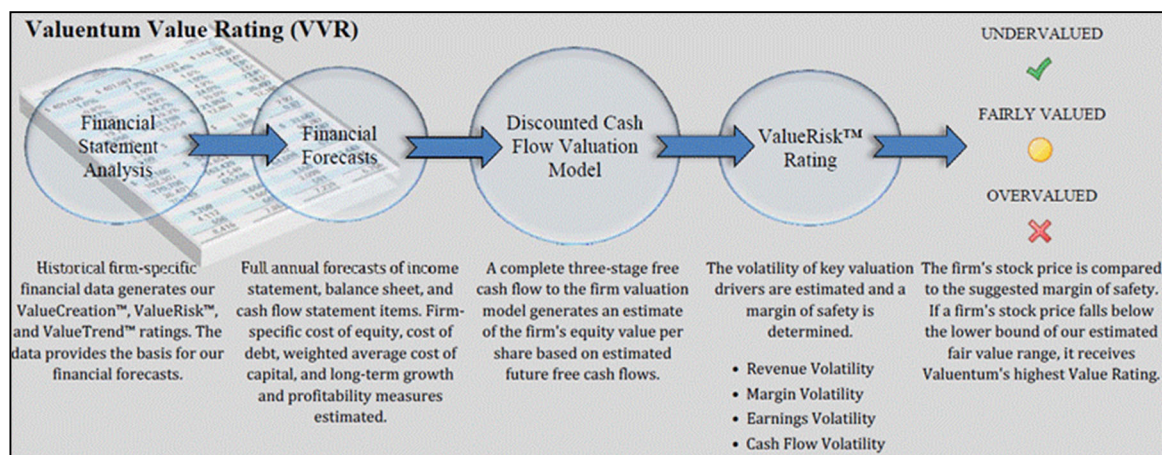 Valuentum Value Rating (VVR)
Financial
Statement
Analysis
Financial
Forecasts
Discounted Cash
Flow Valuation
Model
ValueRisk™
Rating
UNDERVALUED
FAIRLY VALUED
OVERVALUED
Historical firm-specific
financial data generates our
ValueCreation™, ValueRisk™,
and ValueTrend™ ratings. The
data provides the basis for our
financial forecasts.
Full annual forecasts of income
statement, balance sheet, and
cash flow statement items. Firm-
specific cost of equity, cost of
debt, weighted average cost of
capital, and long-term growth
and profitability measures
estimated.
A complete three-stage free
cash flow to the firm valuation
model generates an estimate
of the firm's equity value per
share based on estimated
future free cash flows.
The volatility of key valuation
drivers are estimated and a
margin of safety is
determined.
• Revenue Volatility
• Margin Volatility
• Earnings Volatility
• Cash Flow Volatility
The firm's stock price is compared
to the suggested margin of safety.
If a firm's stock price falls below
the lower bound of our estimated
fair value range, it receives
Valuentum's highest Value Rating.